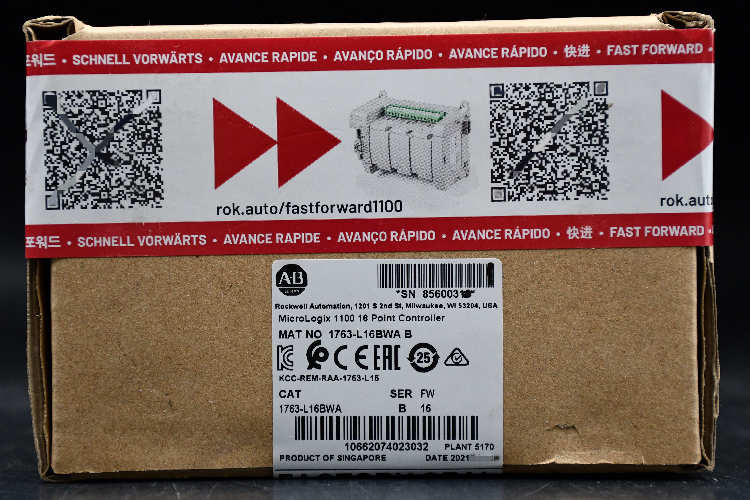 포워드 • SCHNELL VORWÄRTS • AVANCE RAPIDE • AVANÇO RÁPIDO • AVANCE RÁPIDO • 快进 • FAST FORWARD •
rok.auto/fastforward1100
포워드 • SCHNELL VORWÄRTS • AVANCE RAPIDE • AVANÇO RÁPIDO • AVANCE RÁPIDO • 快进 • FAST FORWARD
AB
*SN 856003
Rockwell Automation, 1201 S 2nd St, Milwaukee, WI 53204, USA
MicroLogix 1100 16 Point Controller
MAT NO 1763-L16BWA B
CE EAC 25
KCC-REM-RAA-1763-L16
CAT SER FW
1763-L16BWA B 16
10662074023032 PLANT 5170
PRODUCT OF SINGAPORE DATE 2021